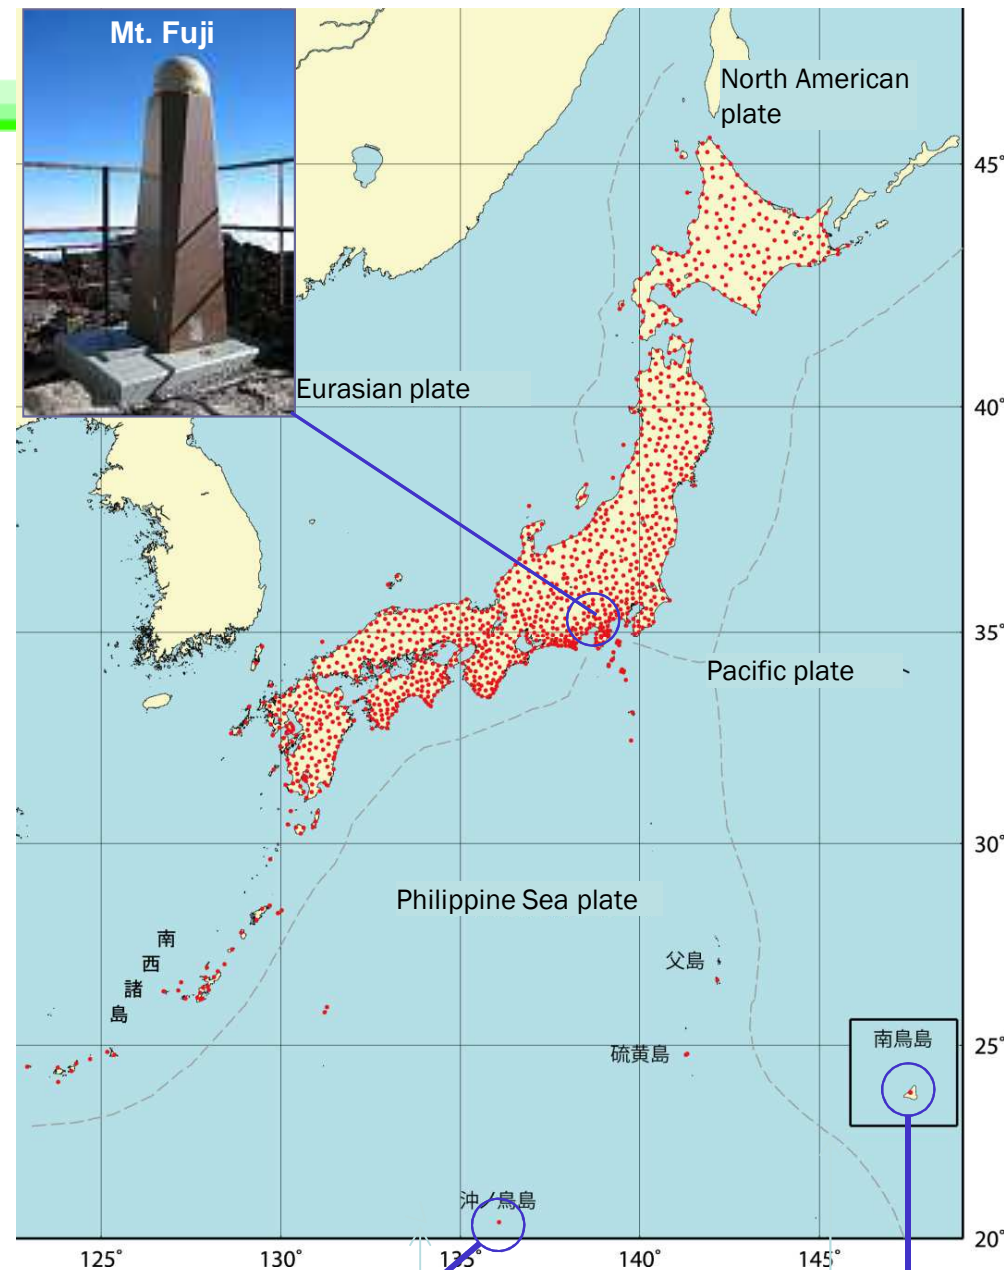 Mt. Fuji
North American
plate
45°
Eurasian plate
40°
35°
Pacific plate
30°
Philippine Sea plate
南
西
諸
島
父島
硫黄島
25°
南鳥島
沖ノ鳥島
20°
125°
130°
135°
140°
145°